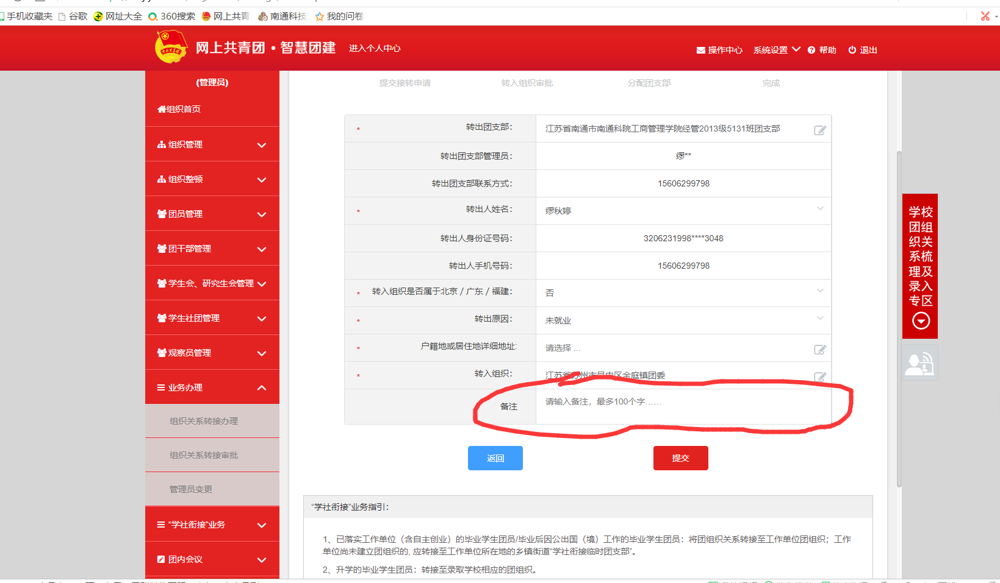 手机收藏夹 谷歌 网址大全 360搜索 网上共青 南通科技 我的问卷
网上共青团·智慧团建 进入个人中心 操作中心 系统设置 帮助 退出
(管理员)
组织首页
组织管理
组织整顿
团员管理
团干部管理
学生会、研究生会管理
学生社团管理
观察员管理
业务办理
组织关系转接办理
组织关系转接审批
管理员变更
“学社衔接”业务
团内会议
提交接转申请 转入组织审批 分配团支部 完成
* 转出团支部： 江苏省南通市南通科院工商管理学院经管2013级5131班团支部
转出团支部管理员： 缪**
转出团支部联系方式： 15606299798
* 转出人姓名： 缪秋婷
转出人身份证号码： 3206231998****3048
转出人手机号码： 15606299798
* 转入组织是否属于北京 / 广东 / 福建： 否
* 转出原因： 未就业
* 户籍地或居住地详细地址: 请选择 ...
* 转入组织： 江苏省苏州市吴中区金庭镇团委
备注 请输入备注，最多100个字……
返回 提交
“学社衔接”业务指引：
1、已落实工作单位（含自主创业）的毕业学生团员/毕业后因公出国（境）工作的毕业学生团员：将团组织关系转接至工作单位团组织；工作
单位尚未建立团组织的, 应转接至工作单位所在地的乡镇街道“学社衔接临时团支部”。
2、升学的毕业学生团员：转接至录取学校相应的团组织。
学校
团组
织关
系梳
理及
录入
专区